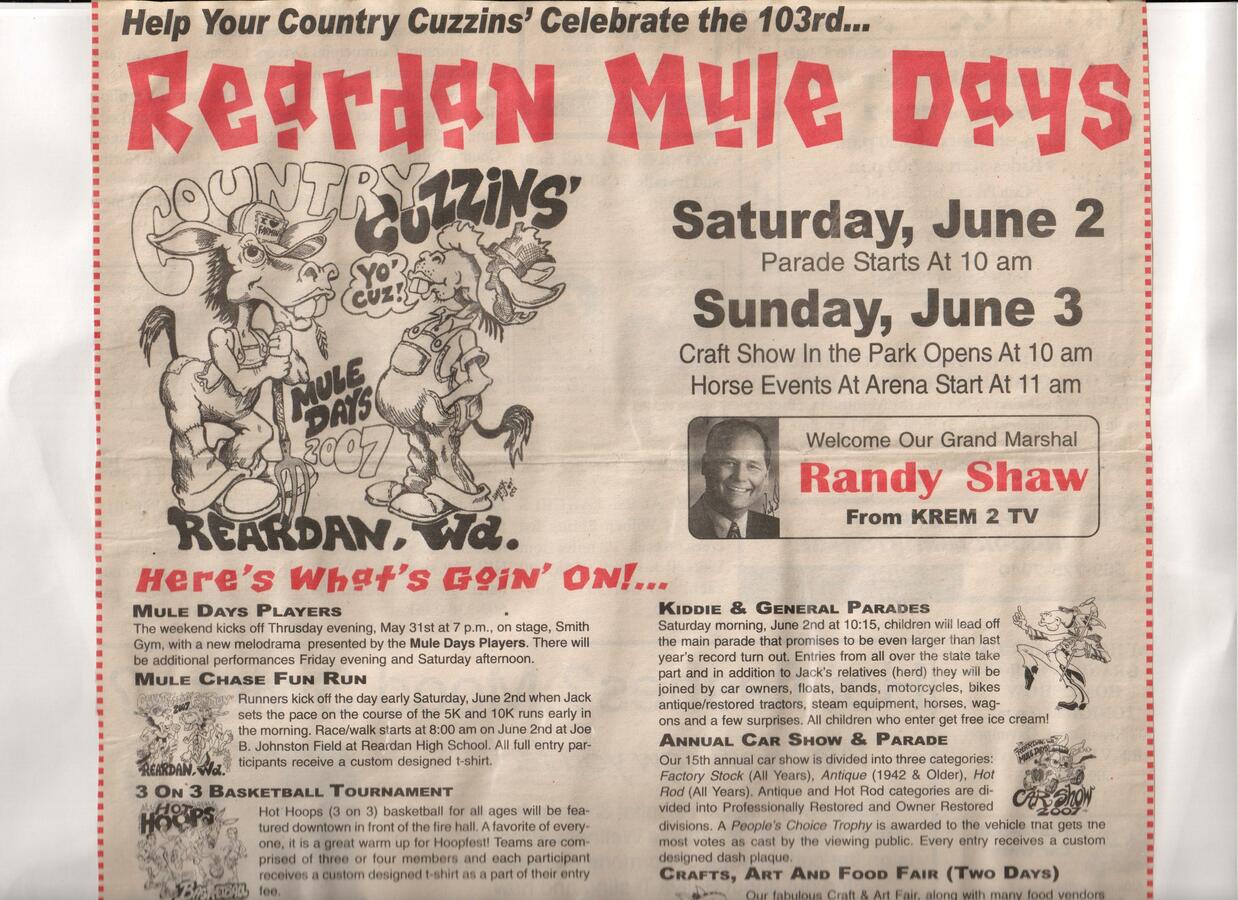 Help Your Country Cuzzins' Celebrate the 103rd...
Reardan Mule Days
COUNTRY
CUZZINS'
I ♥
FARMIN'
YO'
CUZ!
MULE
DAYS
2007
REARDAN, Wa.
Saturday, June 2
Parade Starts At 10 am
Sunday, June 3
Craft Show In the Park Opens At 10 am
Horse Events At Arena Start At 11 am
Welcome Our Grand Marshal
Randy Shaw
From KREM 2 TV
Here's What's Goin' On!...
Mule Days Players
The weekend kicks off Thrusday evening, May 31st at 7 p.m., on stage, Smith
Gym, with a new melodrama presented by the Mule Days Players. There will
be additional performances Friday evening and Saturday afternoon.
Mule Chase Fun Run
2007
REARDAN, Wa.
Runners kick off the day early Saturday, June 2nd when Jack
sets the pace on the course of the 5K and 10K runs early in
the morning. Race/walk starts at 8:00 am on June 2nd at Joe
B. Johnston Field at Reardan High School. All full entry par-
ticipants receive a custom designed t-shirt.
3 On 3 Basketball Tournament
HOT
HOOPS
BASKETBALL
Hot Hoops (3 on 3) basketball for all ages will be fea-
tured downtown in front of the fire hall. A favorite of every-
one, it is a great warm up for Hoopfest! Teams are com-
prised of three or four members and each participant
receives a custom designed t-shirt as a part of their entry
fee.
Kiddie & General Parades
Saturday morning, June 2nd at 10:15, children will lead off
the main parade that promises to be even larger than last
year's record turn out. Entries from all over the state take
part and in addition to Jack's relatives (herd) they will be
joined by car owners, floats, bands, motorcycles, bikes
antique/restored tractors, steam equipment, horses, wag-
ons and a few surprises. All children who enter get free ice cream!
Annual Car Show & Parade
Our 15th annual car show is divided into three categories:
Factory Stock (All Years), Antique (1942 & Older), Hot
Rod (All Years). Antique and Hot Rod categories are di-
vided into Professionally Restored and Owner Restored
divisions. A People's Choice Trophy is awarded to the vehicle that gets the
most votes as cast by the viewing public. Every entry receives a custom
designed dash plaque.
MULE DAYS
CAR SHOW
2007
Crafts, Art And Food Fair (Two Days)
Our fabulous Craft & Art Fair, along with many food vendors